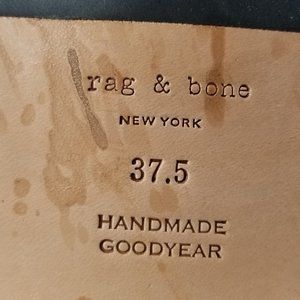 rag & bone
NEW YORK
37.5
HANDMADE
GOODYEAR